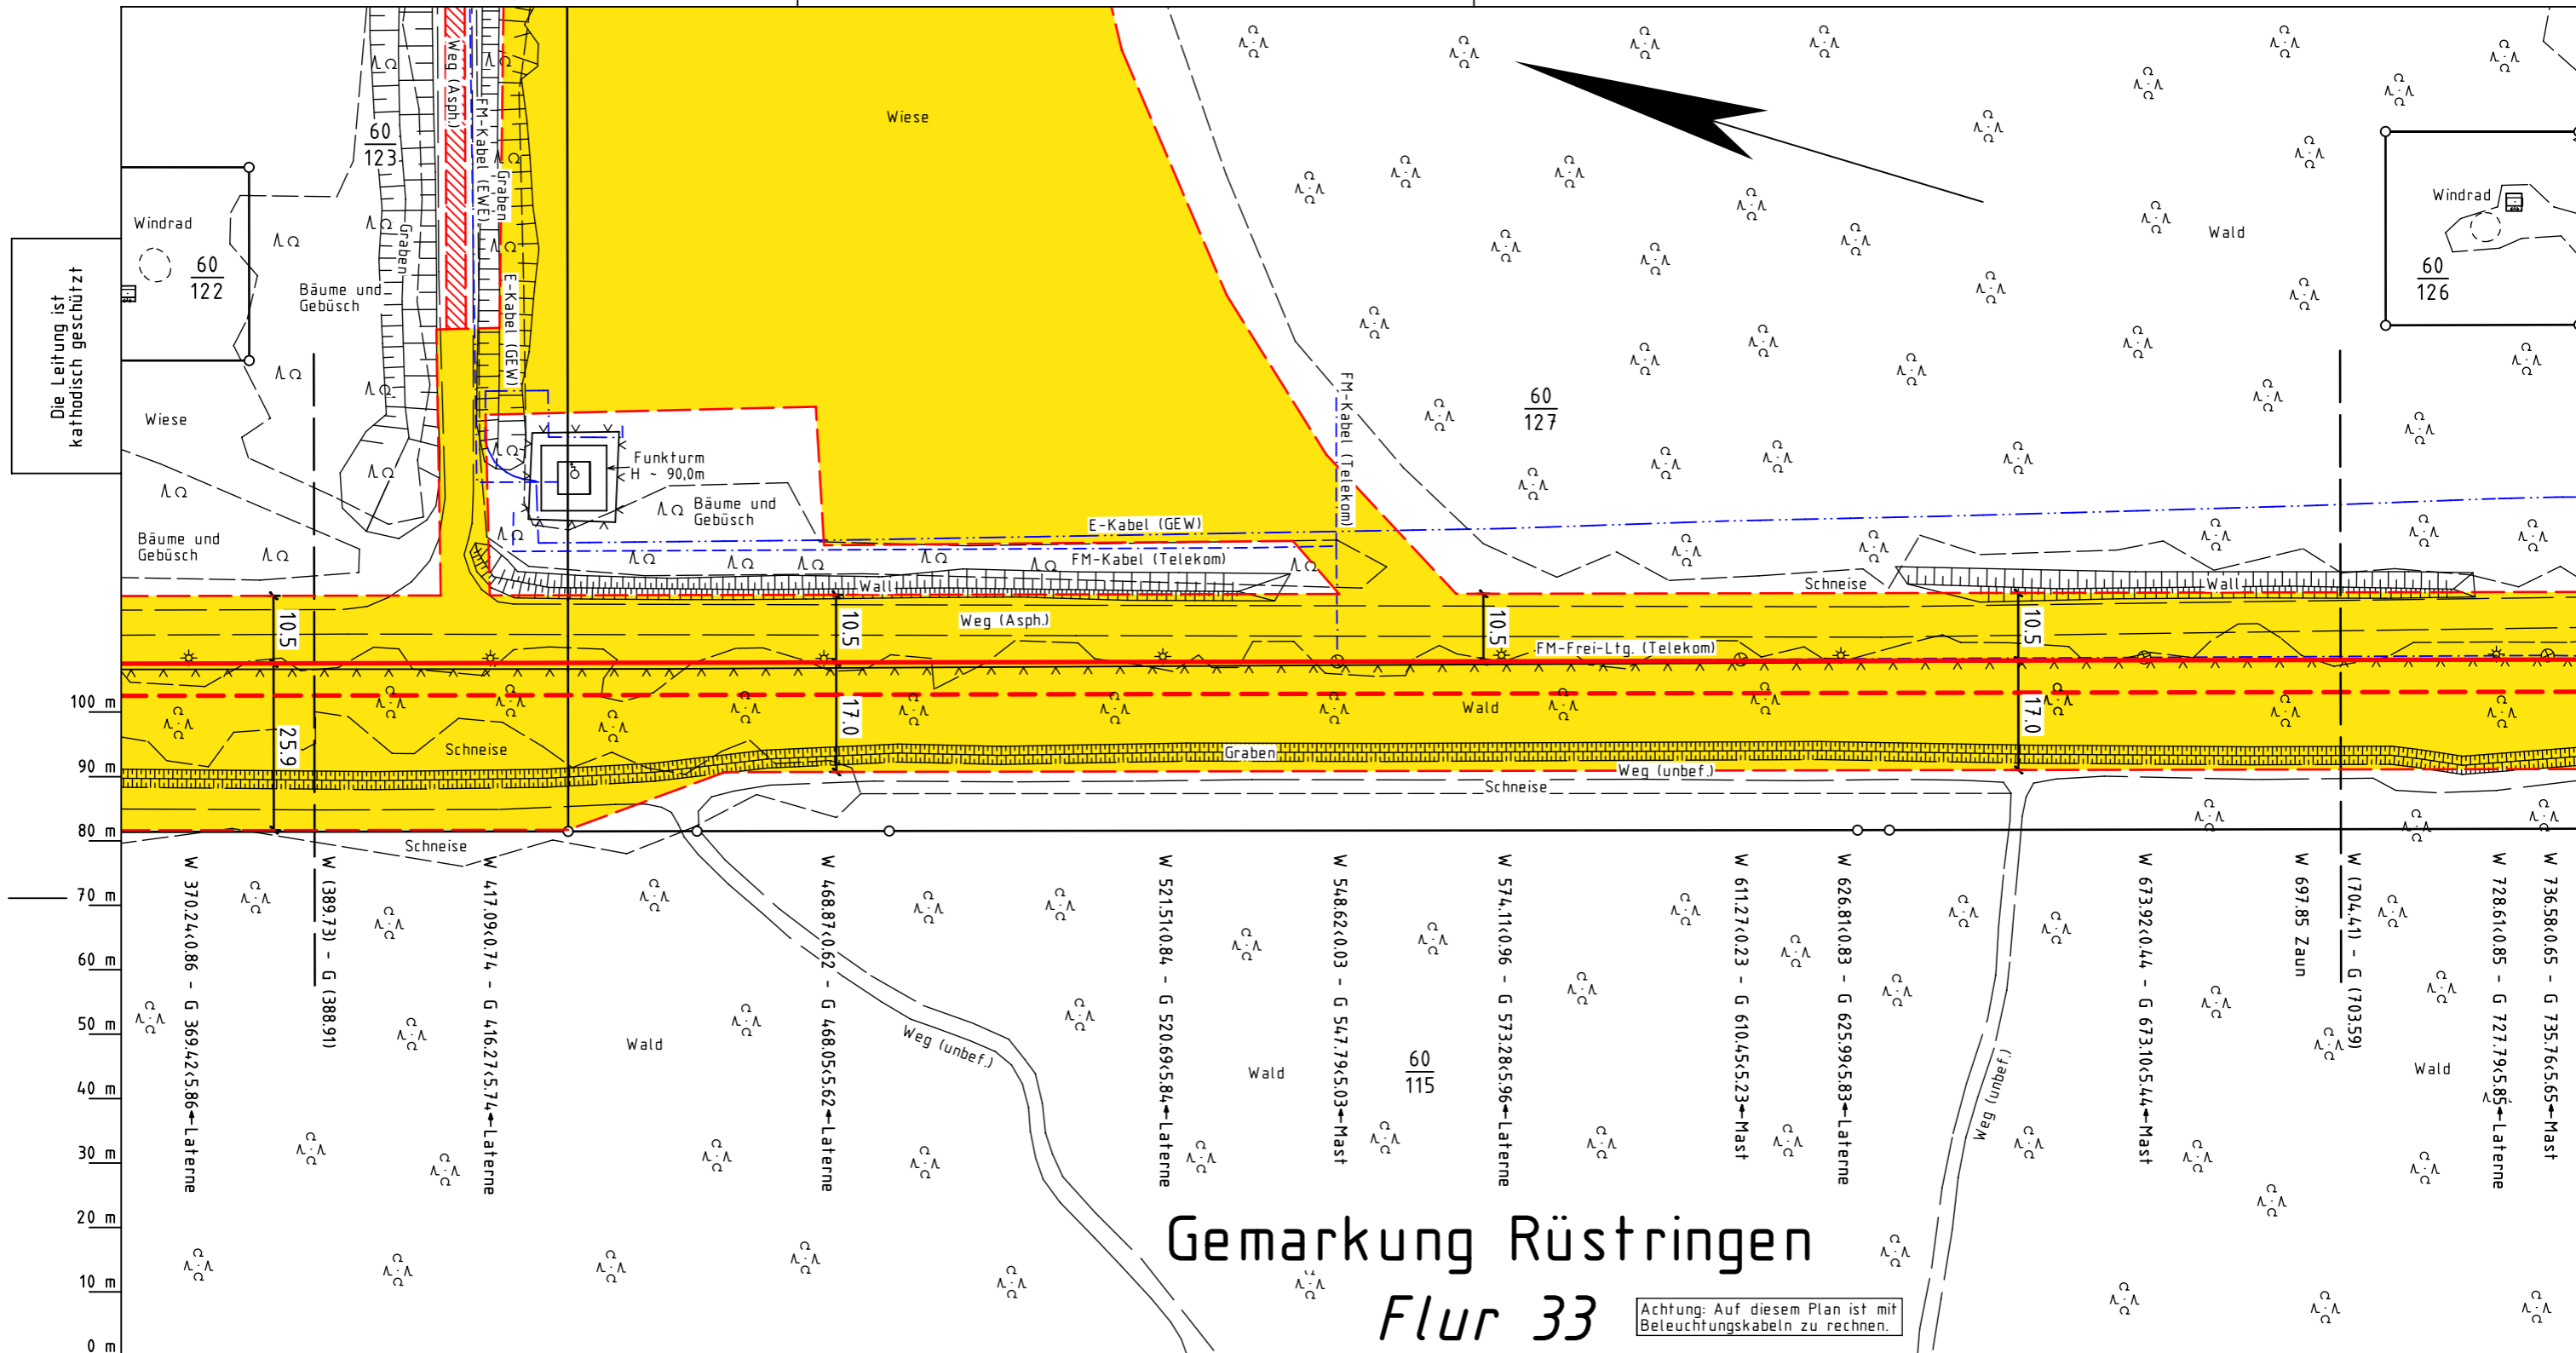 Die Leitung ist
kathodisch geschützt
Windrad
60
122
60
123
Weg (Asph.)
FM-Kabel (EWE)
Graben
Graben
E-Kabel (GEW)
Bäume und
Gebüsch
Wiese
Bäume und
Gebüsch
Wiese
Funkturm
H ~ 90,0m
Bäume und
Gebüsch
E-Kabel (GEW)
FM-Kabel (Telekom)
FM-Kabel (Telekom)
60
127
Wald
Windrad
60
126
Wall
Schneise
Wall
Weg (Asph.)
FM-Frei-Ltg. (Telekom)
10.5
10.5
10.5
10.5
25.9
17.0
17.0
Wald
Schneise
Graben
Weg (unbef.)
Schneise
Schneise
100 m
90 m
80 m
70 m
60 m
50 m
40 m
30 m
20 m
10 m
0 m
W 370.24<0.86 - G 369.42<5.86←Laterne
W (389.73) - G (388.91)
W 417.09<0.74 - G 416.27<5.74←Laterne
W 468.87<0.62 - G 468.05<5.62←Laterne
W 521.51<0.84 - G 520.69<5.84←Laterne
W 548.62<0.03 - G 547.79<5.03←Mast
W 574.11<0.96 - G 573.28<5.96←Laterne
W 611.27<0.23 - G 610.45<5.23←Mast
W 626.81<0.83 - G 625.99<5.83←Laterne
W 673.92<0.44 - G 673.10<5.44←Mast
W 697.85 Zaun
W (704.41) - G (703.59)
W 728.61<0.85 - G 727.79<5.85←Laterne
W 736.58<0.65 - G 735.76<5.65←Mast
Wald
Weg (unbef.)
Wald
60
115
Weg (unbef.)
Wald
Gemarkung Rüstringen
Flur 33
Achtung: Auf diesem Plan ist mit
Beleuchtungskabeln zu rechnen.